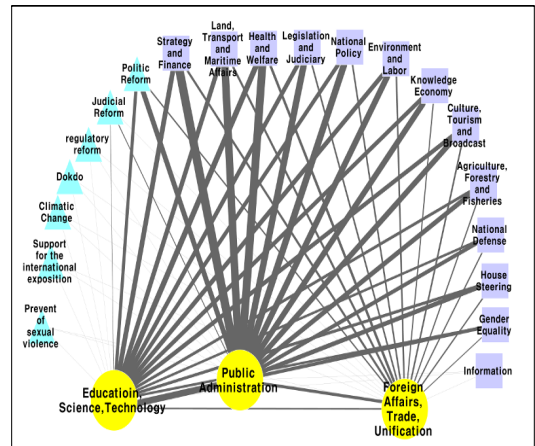 Land,
Transport and
Maritime
Affairs
Strategy
and
Finance
Health
and
Welfare
Legislation
and
Judiciary
National
Policy
Environment
and
Labor
Politic
Reform
Knowledge
Economy
Judicial
Reform
Culture,
Tourism
and
Broadcast
regulatory
reform
Agriculture,
Forestry
and
Fisheries
Dokdo
Climatic
Change
National
Defense
Support
for the
international
exposition
House
Steering
Prevent
of
sexual
violence
Gender
Equality
Information
Public
Administration
Educatioin,
Science,Technology
Foreign
Affairs,
Trade,
Unification